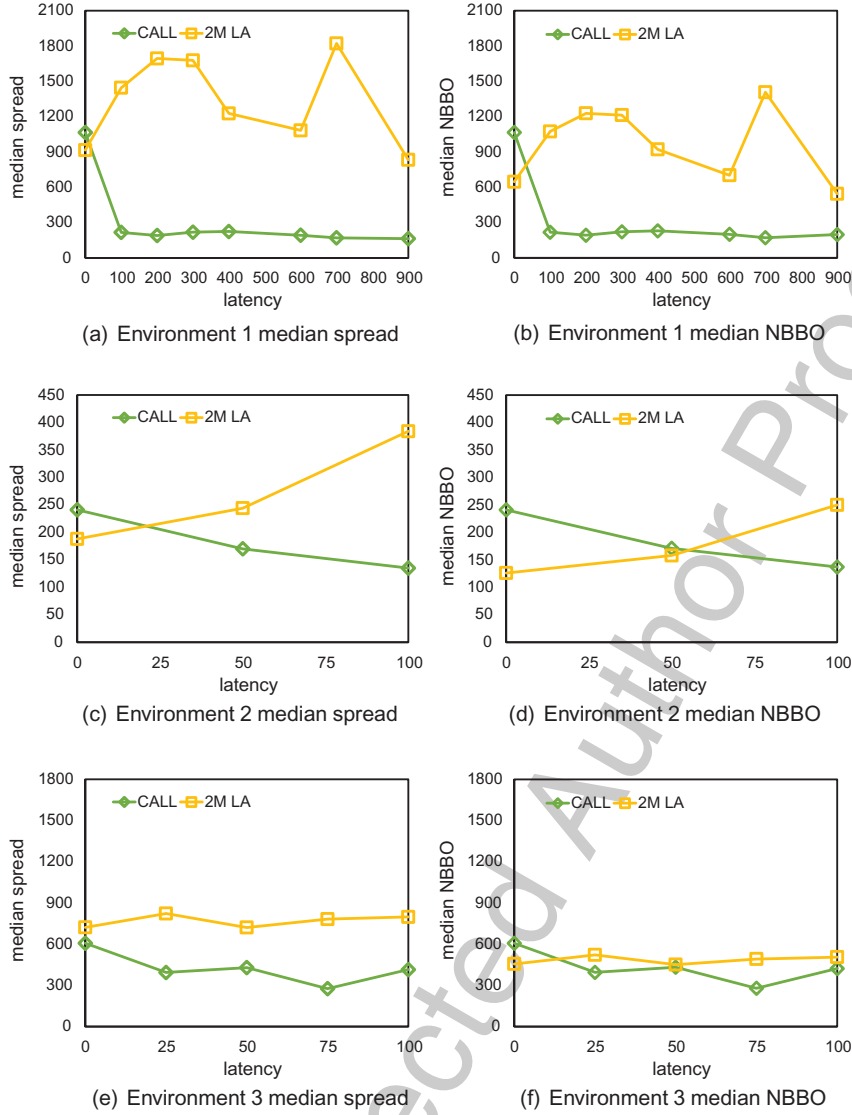 2100
1800
1500
1200
900
600
300
0
median spread
CALL 2M LA
0 100 200 300 400 500 600 700 800 900
latency
(a) Environment 1 median spread
2100
1800
1500
1200
900
600
300
0
median NBBO
CALL 2M LA
0 100 200 300 400 500 600 700 800 900
latency
(b) Environment 1 median NBBO
450
400
350
300
250
200
150
100
50
0
median spread
CALL 2M LA
0 25 50 75 100
latency
(c) Environment 2 median spread
450
400
350
300
250
200
150
100
50
0
median NBBO
CALL 2M LA
0 25 50 75 100
latency
(d) Environment 2 median NBBO
1800
1500
1200
900
600
300
0
median spread
CALL 2M LA
0 25 50 75 100
latency
(e) Environment 3 median spread
1800
1500
1200
900
600
300
0
median NBBO
CALL 2M LA
0 25 50 75 100
latency
(f) Environment 3 median NBBO
Author